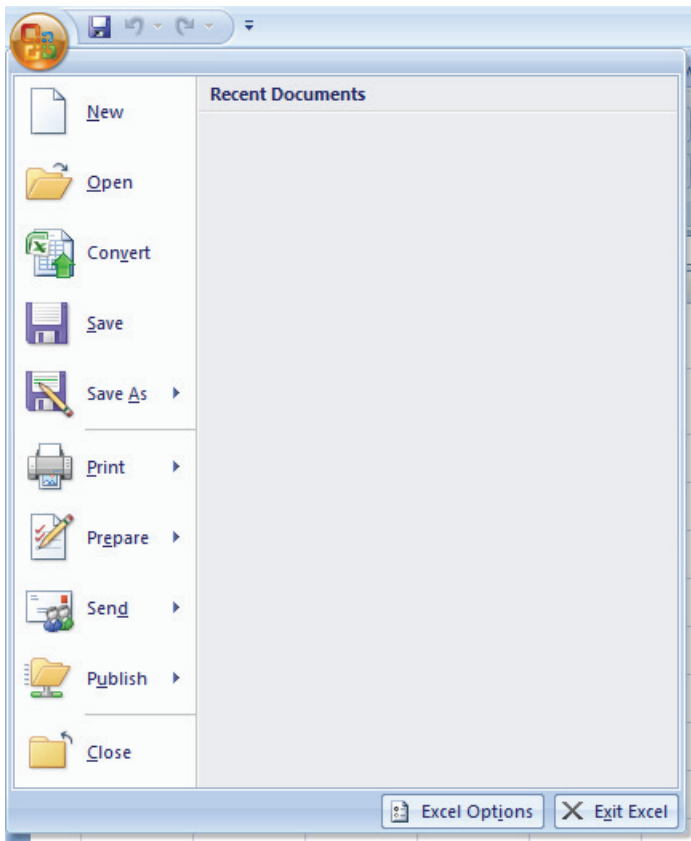 Recent Documents
New
Open
Convert
Save
Save As
Print
Prepare
Send
Publish
Close
Excel Options
Exit Excel